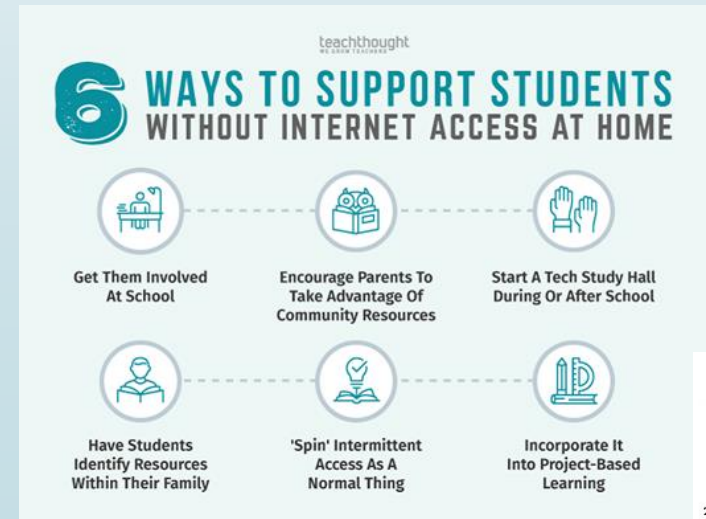 teachthought
WE GROW TEACHERS
6 WAYS TO SUPPORT STUDENTS
WITHOUT INTERNET ACCESS AT HOME
Get Them Involved
At School
Encourage Parents To
Take Advantage Of
Community Resources
Start A Tech Study Hall
During Or After School
Have Students
Identify Resources
Within Their Family
'Spin' Intermittent
Access As A
Normal Thing
Incorporate It
Into Project-Based
Learning